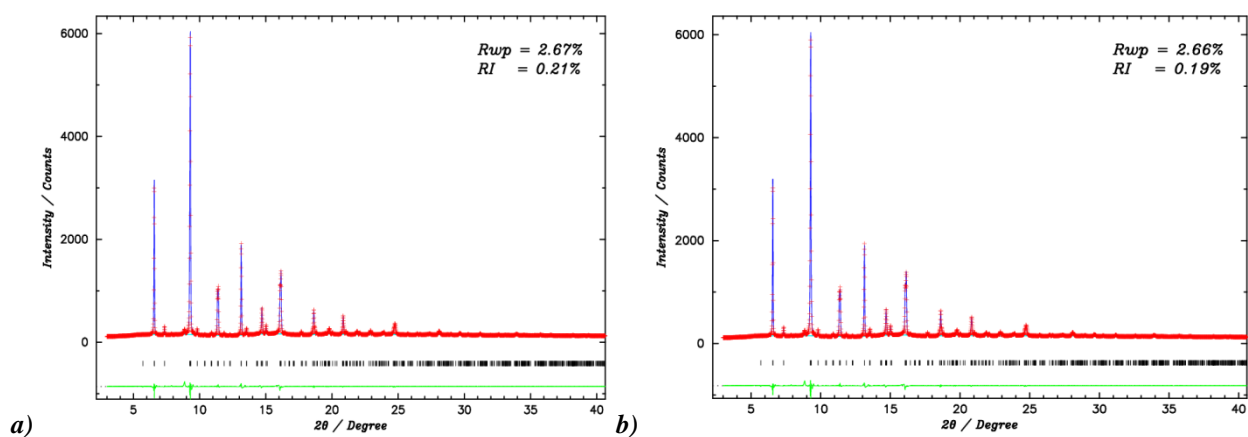 Rwp = 2.67%
RI = 0.21%
Intensity / Counts
6000
4000
2000
0
5 10 15 20 25 30 35 40
2θ / Degree
a)
Rwp = 2.66%
RI = 0.19%
Intensity / Counts
6000
4000
2000
0
5 10 15 20 25 30 35 40
2θ / Degree
b)